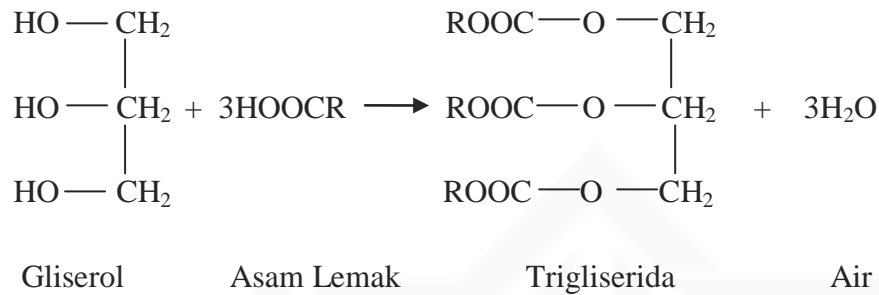 HO — CH₂ ROOC — O — CH₂
HO — CH₂ + 3HOOCR → ROOC — O — CH₂ + 3H₂O
HO — CH₂ ROOC — O — CH₂
Gliserol Asam Lemak Trigliserida Air